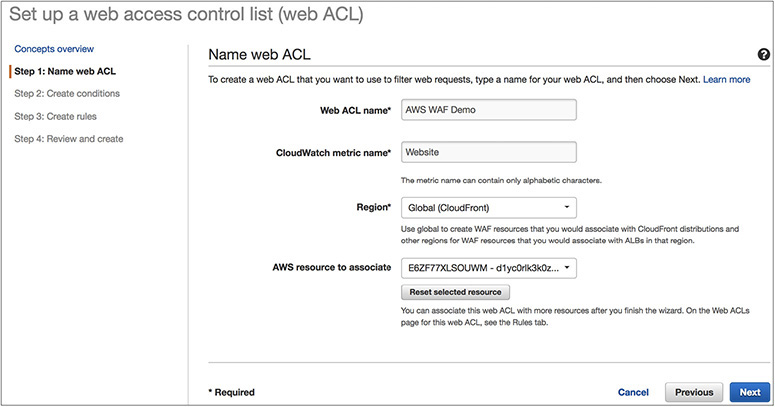 Set up a web access control list (web ACL)
Concepts overview
Step 1: Name web ACL
Step 2: Create conditions
Step 3: Create rules
Step 4: Review and create
Name web ACL
?
To create a web ACL that you want to use to filter web requests, type a name for your web ACL, and then choose Next. Learn more
Web ACL name* AWS WAF Demo
CloudWatch metric name* Website
The metric name can contain only alphabetic characters.
Region* Global (CloudFront)
Use global to create WAF resources that you would associate with CloudFront distributions and
other regions for WAF resources that you would associate with ALBs in that region.
AWS resource to associate E6ZF77XLSOUWM - d1yc0rlk3k0z...
Reset selected resource
You can associate this web ACL with more resources after you finish the wizard. On the Web ACLs
page for this web ACL, see the Rules tab.
* Required Cancel Previous Next